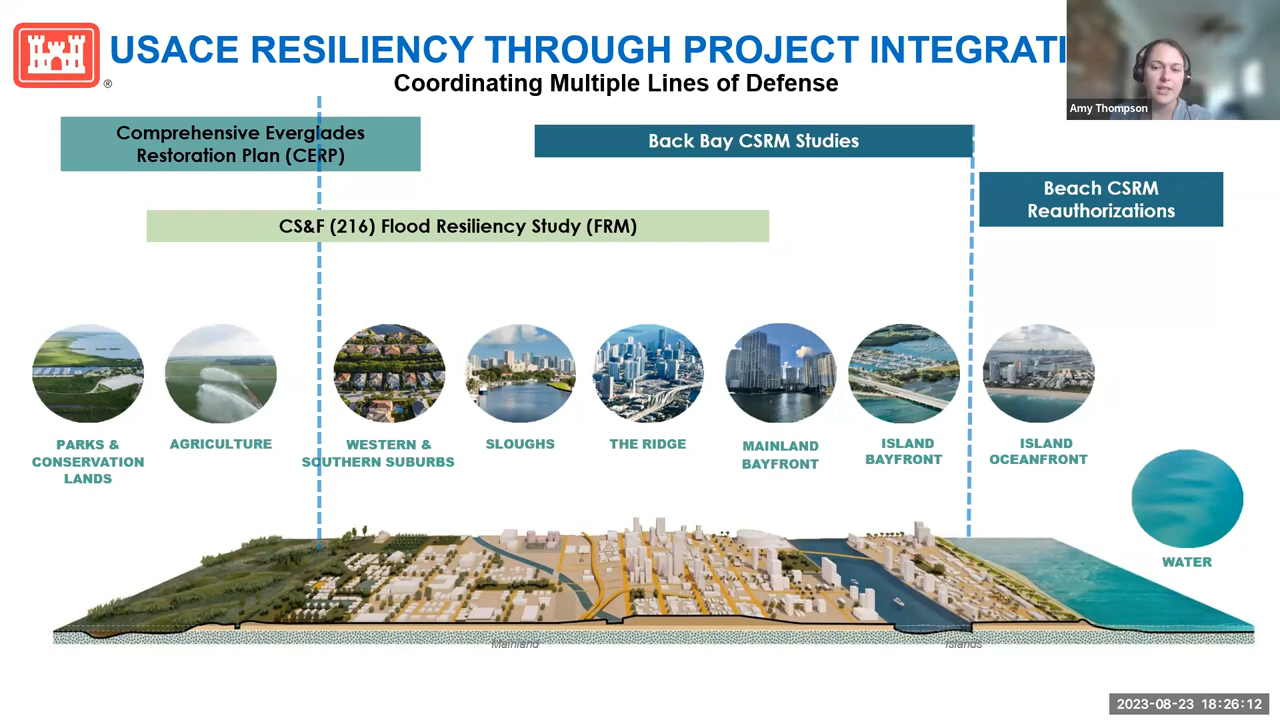 USACE RESILIENCY THROUGH PROJECT INTEGRATI
Coordinating Multiple Lines of Defense
®
Amy Thompson
Comprehensive Everglades
Restoration Plan (CERP)
Back Bay CSRM Studies
Beach CSRM
Reauthorizations
CS&F (216) Flood Resiliency Study (FRM)
PARKS &
CONSERVATION
LANDS
AGRICULTURE
WESTERN &
SOUTHERN SUBURBS
SLOUGHS
THE RIDGE
MAINLAND
BAYFRONT
ISLAND
BAYFRONT
ISLAND
OCEANFRONT
WATER
Mainland
Islands
2023-08-23 18:26:12